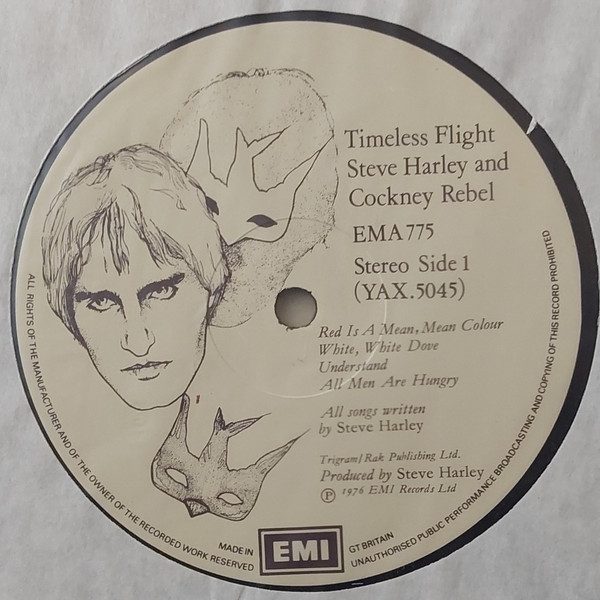 Timeless Flight
Steve Harley and
Cockney Rebel
EMA 775
Stereo Side 1
(YAX.5045)
Red Is A Mean, Mean Colour
White, White Dove
Understand
All Men Are Hungry
All songs written
by Steve Harley
Trigram/Rak Publishing Ltd.
Produced by Steve Harley
Ⓟ 1976 EMI Records Ltd
MADE IN EMI GT BRITAIN
ALL RIGHTS OF THE MANUFACTURER AND OF THE OWNER OF THE RECORDED WORK RESERVED
UNAUTHORISED PUBLIC PERFORMANCE BROADCASTING AND COPYING OF THIS RECORD PROHIBITED